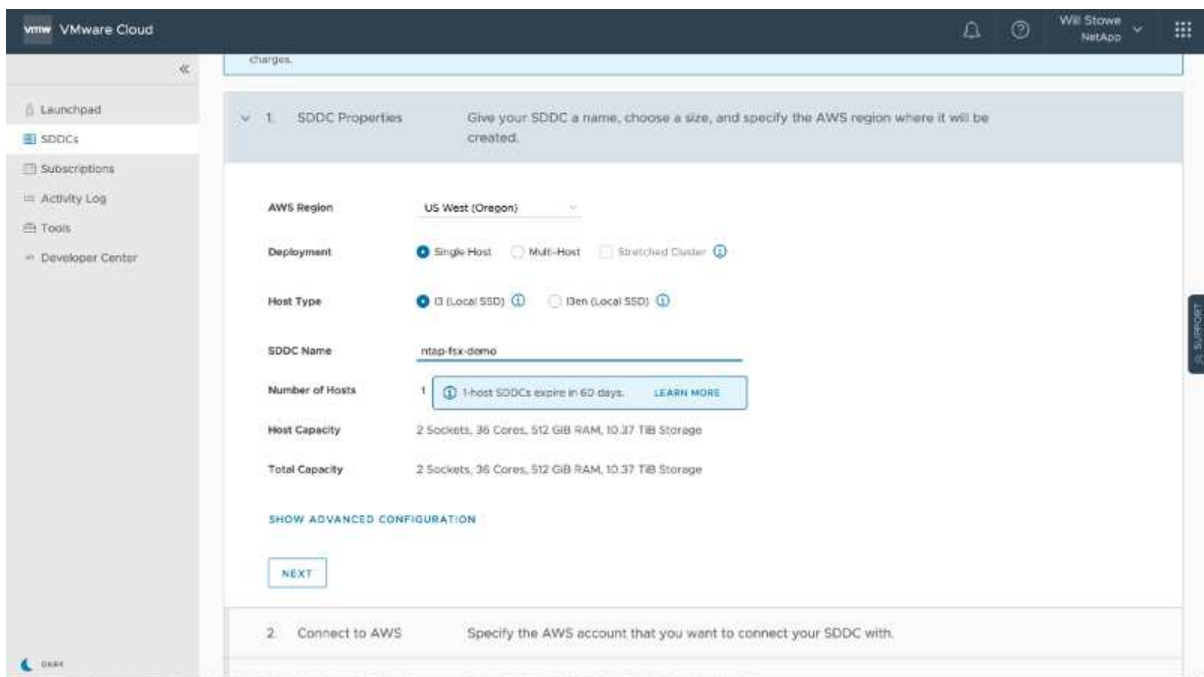 vmw VMware Cloud
Will Stowe
NetApp
charges.
Launchpad
SDDCs
Subscriptions
Activity Log
Tools
Developer Center
1. SDDC Properties Give your SDDC a name, choose a size, and specify the AWS region where it will be
created.
AWS Region US West (Oregon)
Deployment Single Host Multi-Host Stretched Cluster
Host Type I3 (Local SSD) I3en (Local SSD)
SDDC Name ntap-fsx-demo
Number of Hosts 1 1-host SDDCs expire in 60 days. LEARN MORE
Host Capacity 2 Sockets, 36 Cores, 512 GiB RAM, 10.37 TiB Storage
Total Capacity 2 Sockets, 36 Cores, 512 GiB RAM, 10.37 TiB Storage
SHOW ADVANCED CONFIGURATION
NEXT
2. Connect to AWS Specify the AWS account that you want to connect your SDDC with.
DARK
SUPPORT